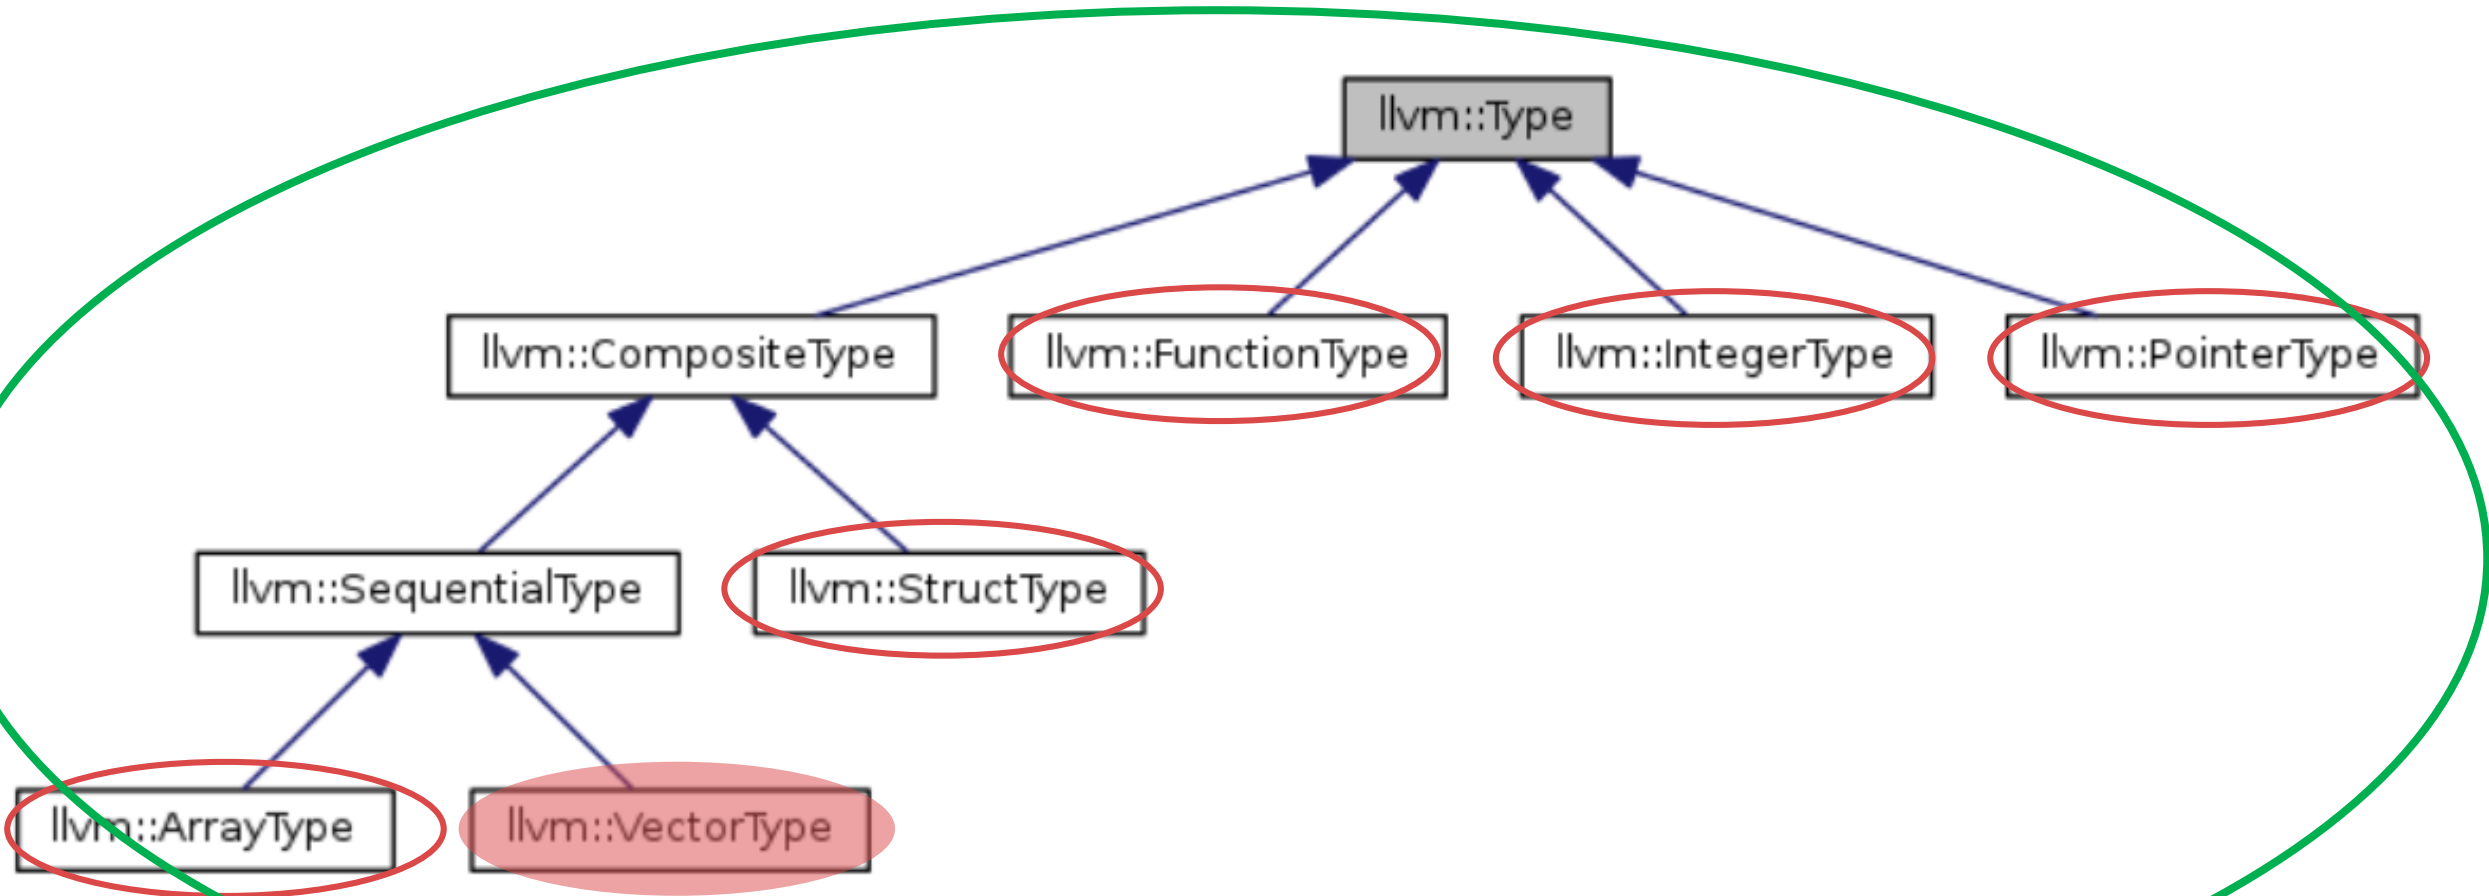 llvm::Type
llvm::CompositeType
llvm::FunctionType
llvm::IntegerType
llvm::PointerType
llvm::SequentialType
llvm::StructType
llvm::ArrayType
llvm::VectorType